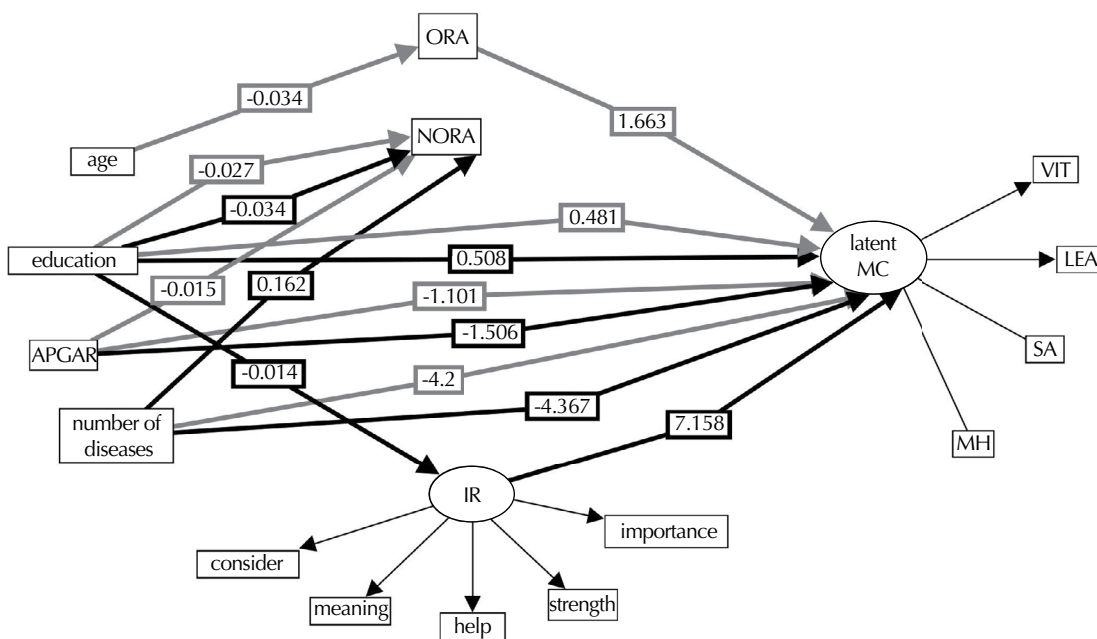 ORA
-0.034
1.663
NORA
age
-0.027
VIT
-0.034
0.481
latent
MC
education
0.508
LEA
-0.015
0.162
-1.101
-1.506
SA
APGAR
-0.014
-4.2
-4.367
number of
diseases
7.158
MH
IR
importance
consider
meaning
strength
help